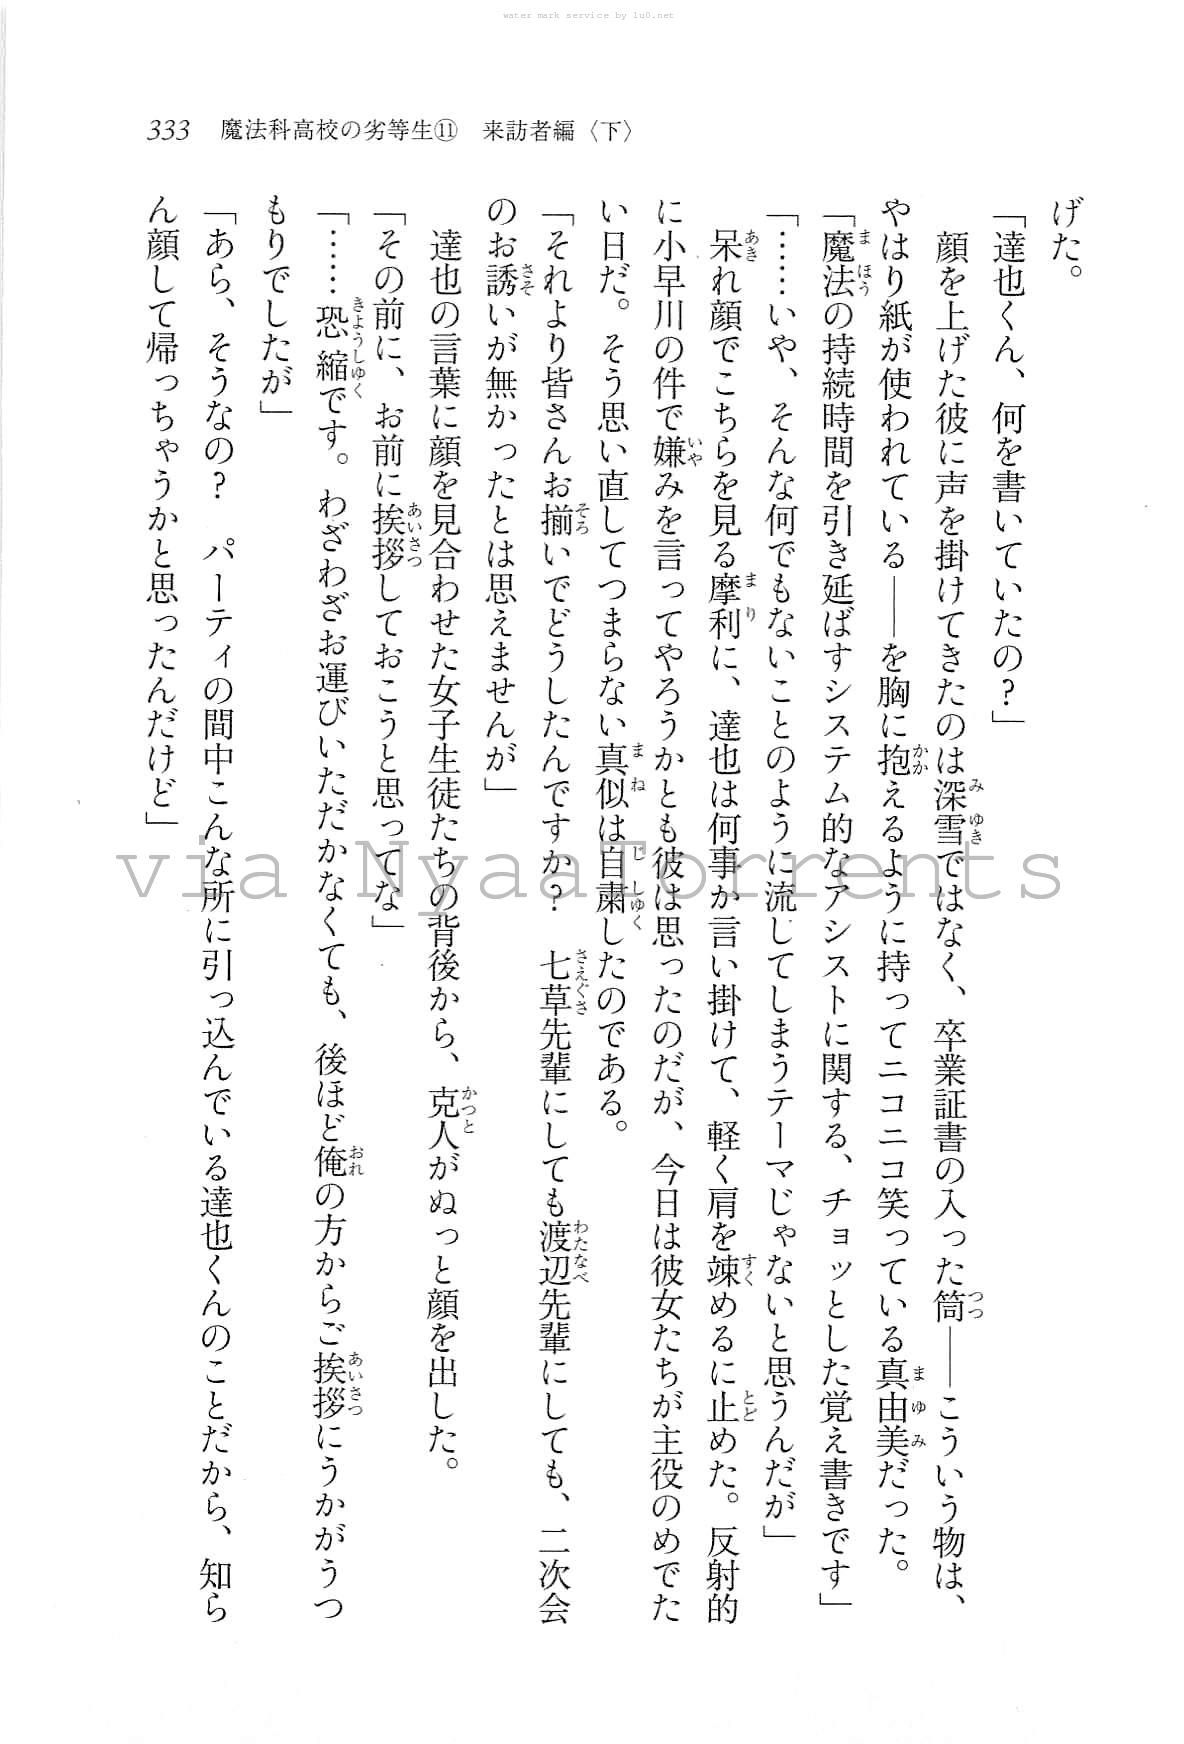 water mark service by lu0.net
333 魔法科高校の劣等生⑪ 来訪者編〈下〉
げた。
「達也くん、何を書いていたの？」
顔を上げた彼に声を掛けてきたのは深雪ではなく、卒業証書の入った筒――こういう物は、
やはり紙が使われている――を胸に抱えるように持ってニコニコ笑っている真由美だった。
「魔法の持続時間を引き延ばすシステム的なアシストに関する、チョッとした覚え書きです」
「……いや、そんな何でもないことのように流してしまうテーマじゃないと思うんだが」
呆れ顔でこちらを見る摩利に、達也は何事か言い掛けて、軽く肩を竦めるに止めた。反射的
に小早川の件で嫌みを言ってやろうかとも彼は思ったのだが、今日は彼女たちが主役のめでた
い日だ。そう思い直してつまらない真似は自粛したのである。
「それより皆さんお揃いでどうしたんですか？　七草先輩にしても渡辺先輩にしても、二次会
のお誘いが無かったとは思えませんが」
達也の言葉に顔を見合わせた女子生徒たちの背後から、克人がぬっと顔を出した。
「その前に、お前に挨拶しておこうと思ってな」
「……恐縮です。わざわざお運びいただかなくても、後ほど俺の方からご挨拶にうかがうつ
もりでしたが」
「あら、そうなの？　パーティの間中こんな所に引っ込んでいる達也くんのことだから、知ら
ん顔して帰っちゃうかと思ったんだけど」
via NyaaTorrents